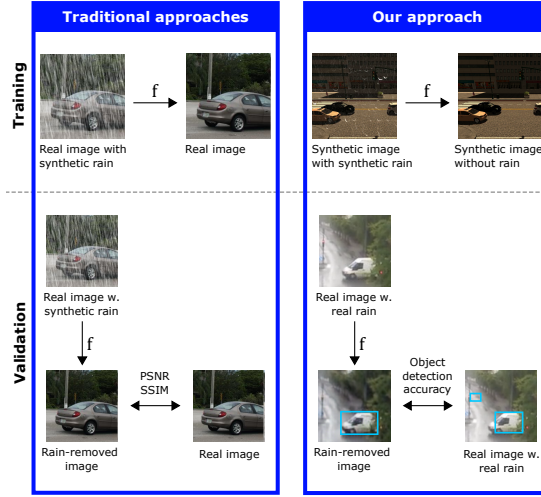 Traditional approaches
Our approach
Training
f
f
Real image with
synthetic rain
Real image
Synthetic image
with synthetic rain
Synthetic image
without rain
Validation
Real image w.
synthetic rain
Real image w.
real rain
f
f
PSNR
SSIM
Object
detection
accuracy
Rain-removed
image
Real image
Rain-removed
image
Real image w.
real rain